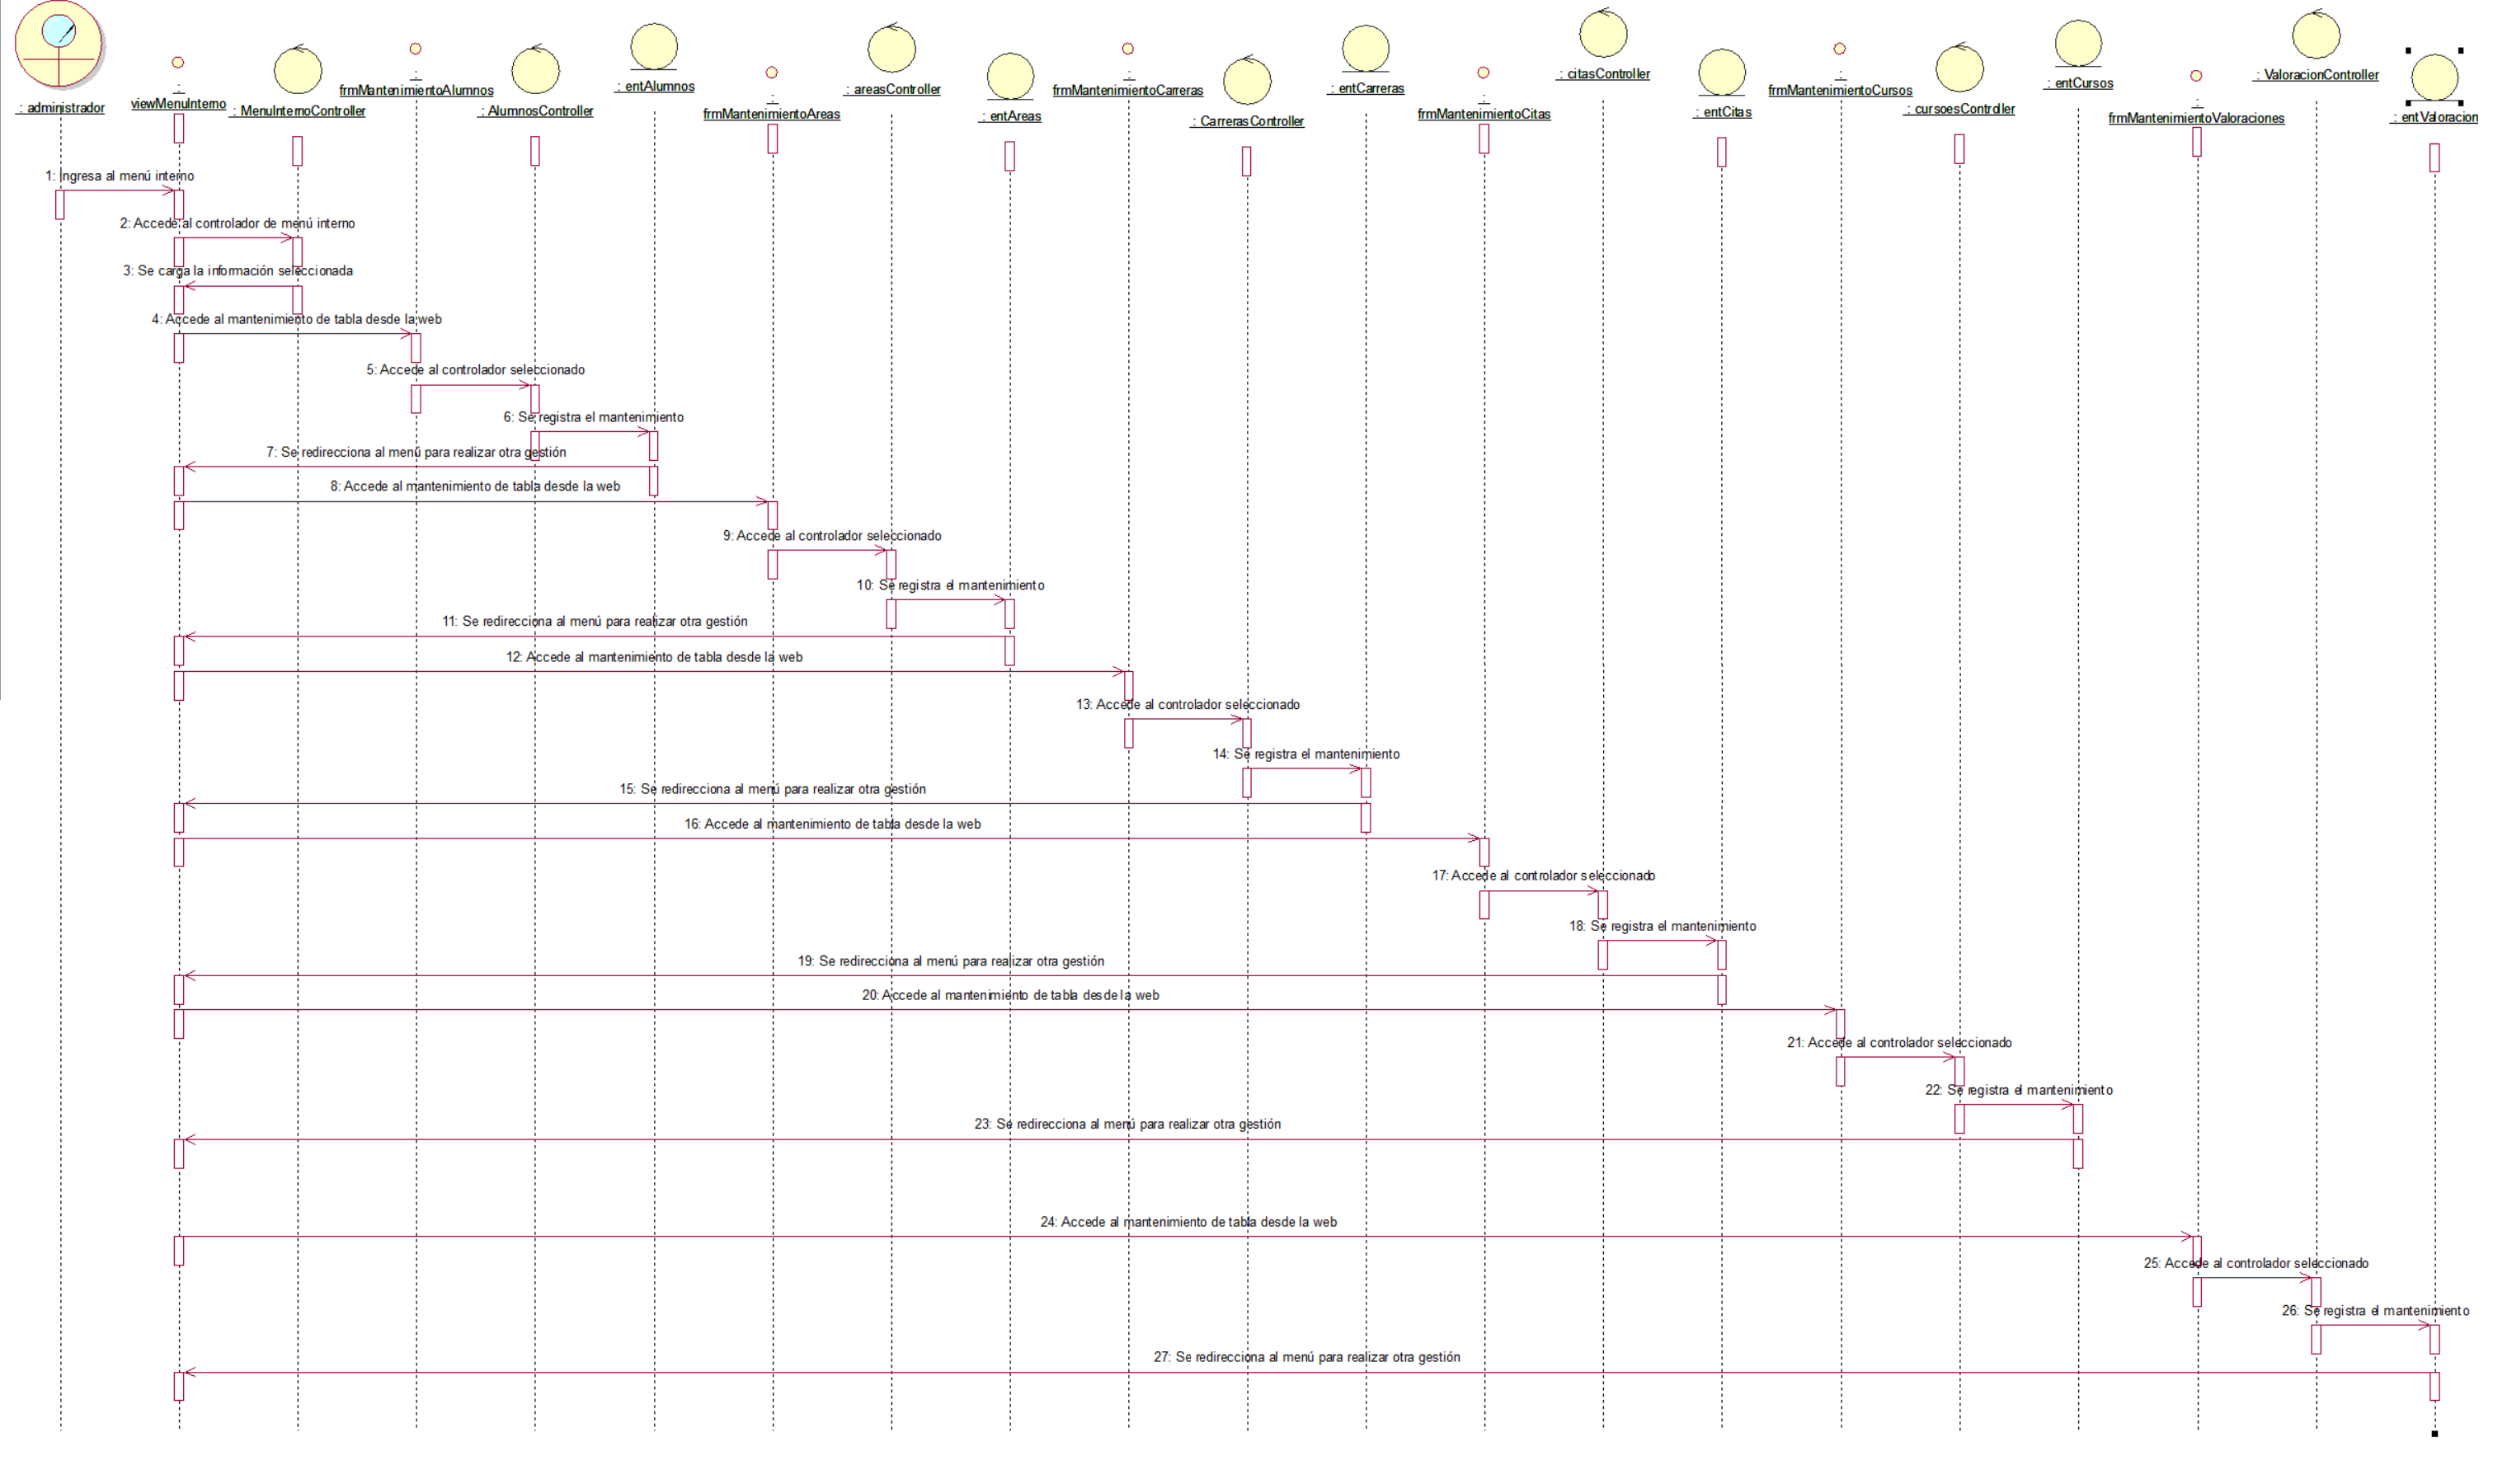 : administrador
:
viewMenuInterno
: MenuInternoController
:
frmMantenimientoAlumnos
: AlumnosController
: entAlumnos
:
frmMantenimientoAreas
: areasController
: entAreas
:
frmMantenimientoCarreras
: CarrerasController
: entCarreras
:
frmMantenimientoCitas
: citasController
: entCitas
:
frmMantenimientoCursos
: cursoesController
: entCursos
:
frmMantenimientoValoraciones
: ValoracionController
: entValoracion
1: Ingresa al menú interno
2: Accede al controlador de menú interno
3: Se carga la información seleccionada
4: Accede al mantenimiento de tabla desde la web
5: Accede al controlador seleccionado
6: Se registra el mantenimiento
7: Se redirecciona al menú para realizar otra gestión
8: Accede al mantenimiento de tabla desde la web
9: Accede al controlador seleccionado
10: Se registra el mantenimiento
11: Se redirecciona al menú para realizar otra gestión
12: Accede al mantenimiento de tabla desde la web
13: Accede al controlador seleccionado
14: Se registra el mantenimiento
15: Se redirecciona al menú para realizar otra gestión
16: Accede al mantenimiento de tabla desde la web
17: Accede al controlador seleccionado
18: Se registra el mantenimiento
19: Se redirecciona al menú para realizar otra gestión
20: Accede al mantenimiento de tabla desde la web
21: Accede al controlador seleccionado
22: Se registra el mantenimiento
23: Se redirecciona al menú para realizar otra gestión
24: Accede al mantenimiento de tabla desde la web
25: Accede al controlador seleccionado
26: Se registra el mantenimiento
27: Se redirecciona al menú para realizar otra gestión